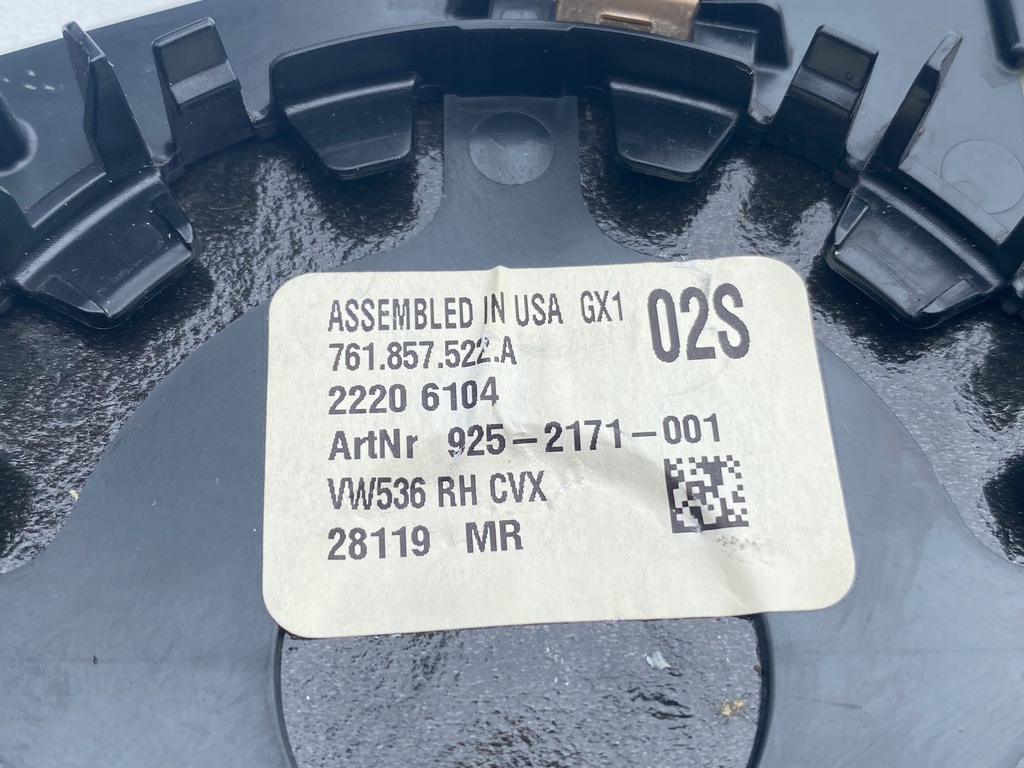 ASSEMBLED IN USA GX1 02S
761.857.522.A
2220 6104
ArtNr 925-2171-001
VW536 RH CVX
28119 MR